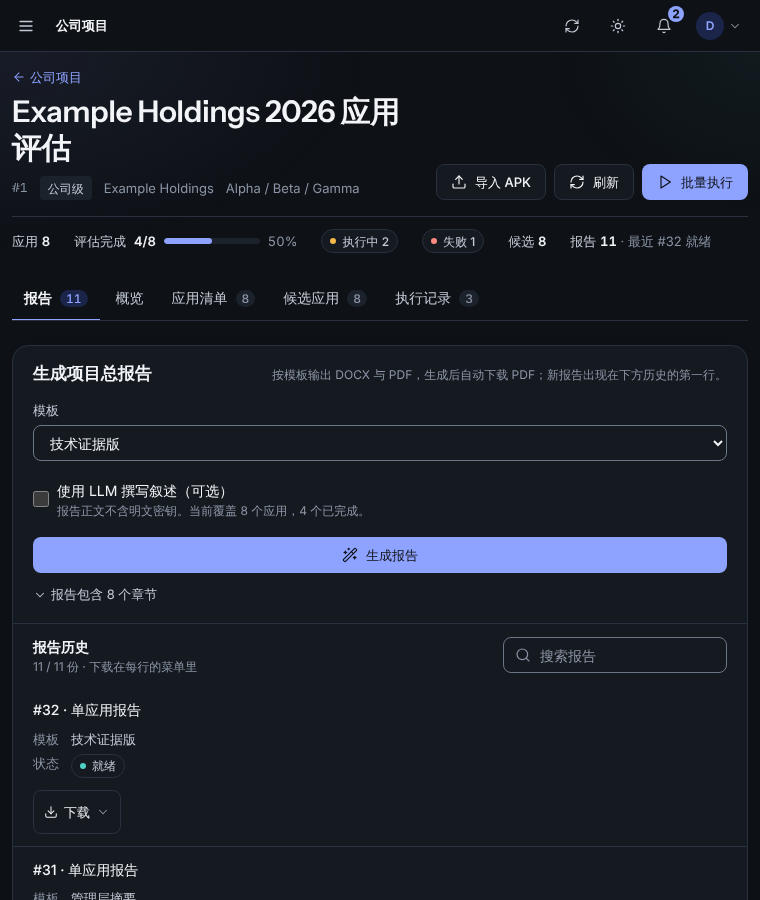 公司项目
2
D
公司项目
Example Holdings 2026 应用
评估
#1 公司级 Example Holdings Alpha / Beta / Gamma
导入 APK 刷新 批量执行
应用 8 评估完成 4/8 50% 执行中 2 失败 1 候选 8 报告 11 · 最近 #32 就绪
报告 11 概览 应用清单 8 候选应用 8 执行记录 3
生成项目总报告
按模板输出 DOCX 与 PDF，生成后自动下载 PDF；新报告出现在下方历史的第一行。
模板
技术证据版
使用 LLM 撰写叙述（可选）
报告正文不含明文密钥。当前覆盖 8 个应用，4 个已完成。
生成报告
报告包含 8 个章节
报告历史
11 / 11 份 · 下载在每行的菜单里
搜索报告
#32 · 单应用报告
模板 技术证据版
状态 就绪
下载
#31 · 单应用报告
模板 管理层摘要